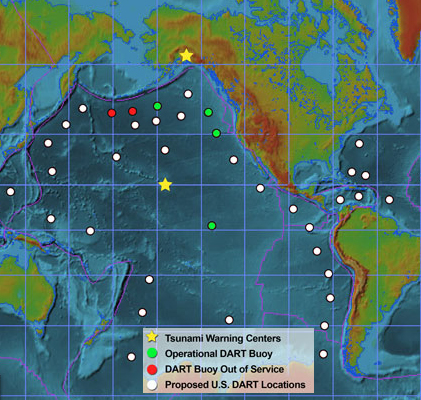 Tsunami Warning Centers
Operational DART Buoy
DART Buoy Out of Service
Proposed U.S. DART Locations